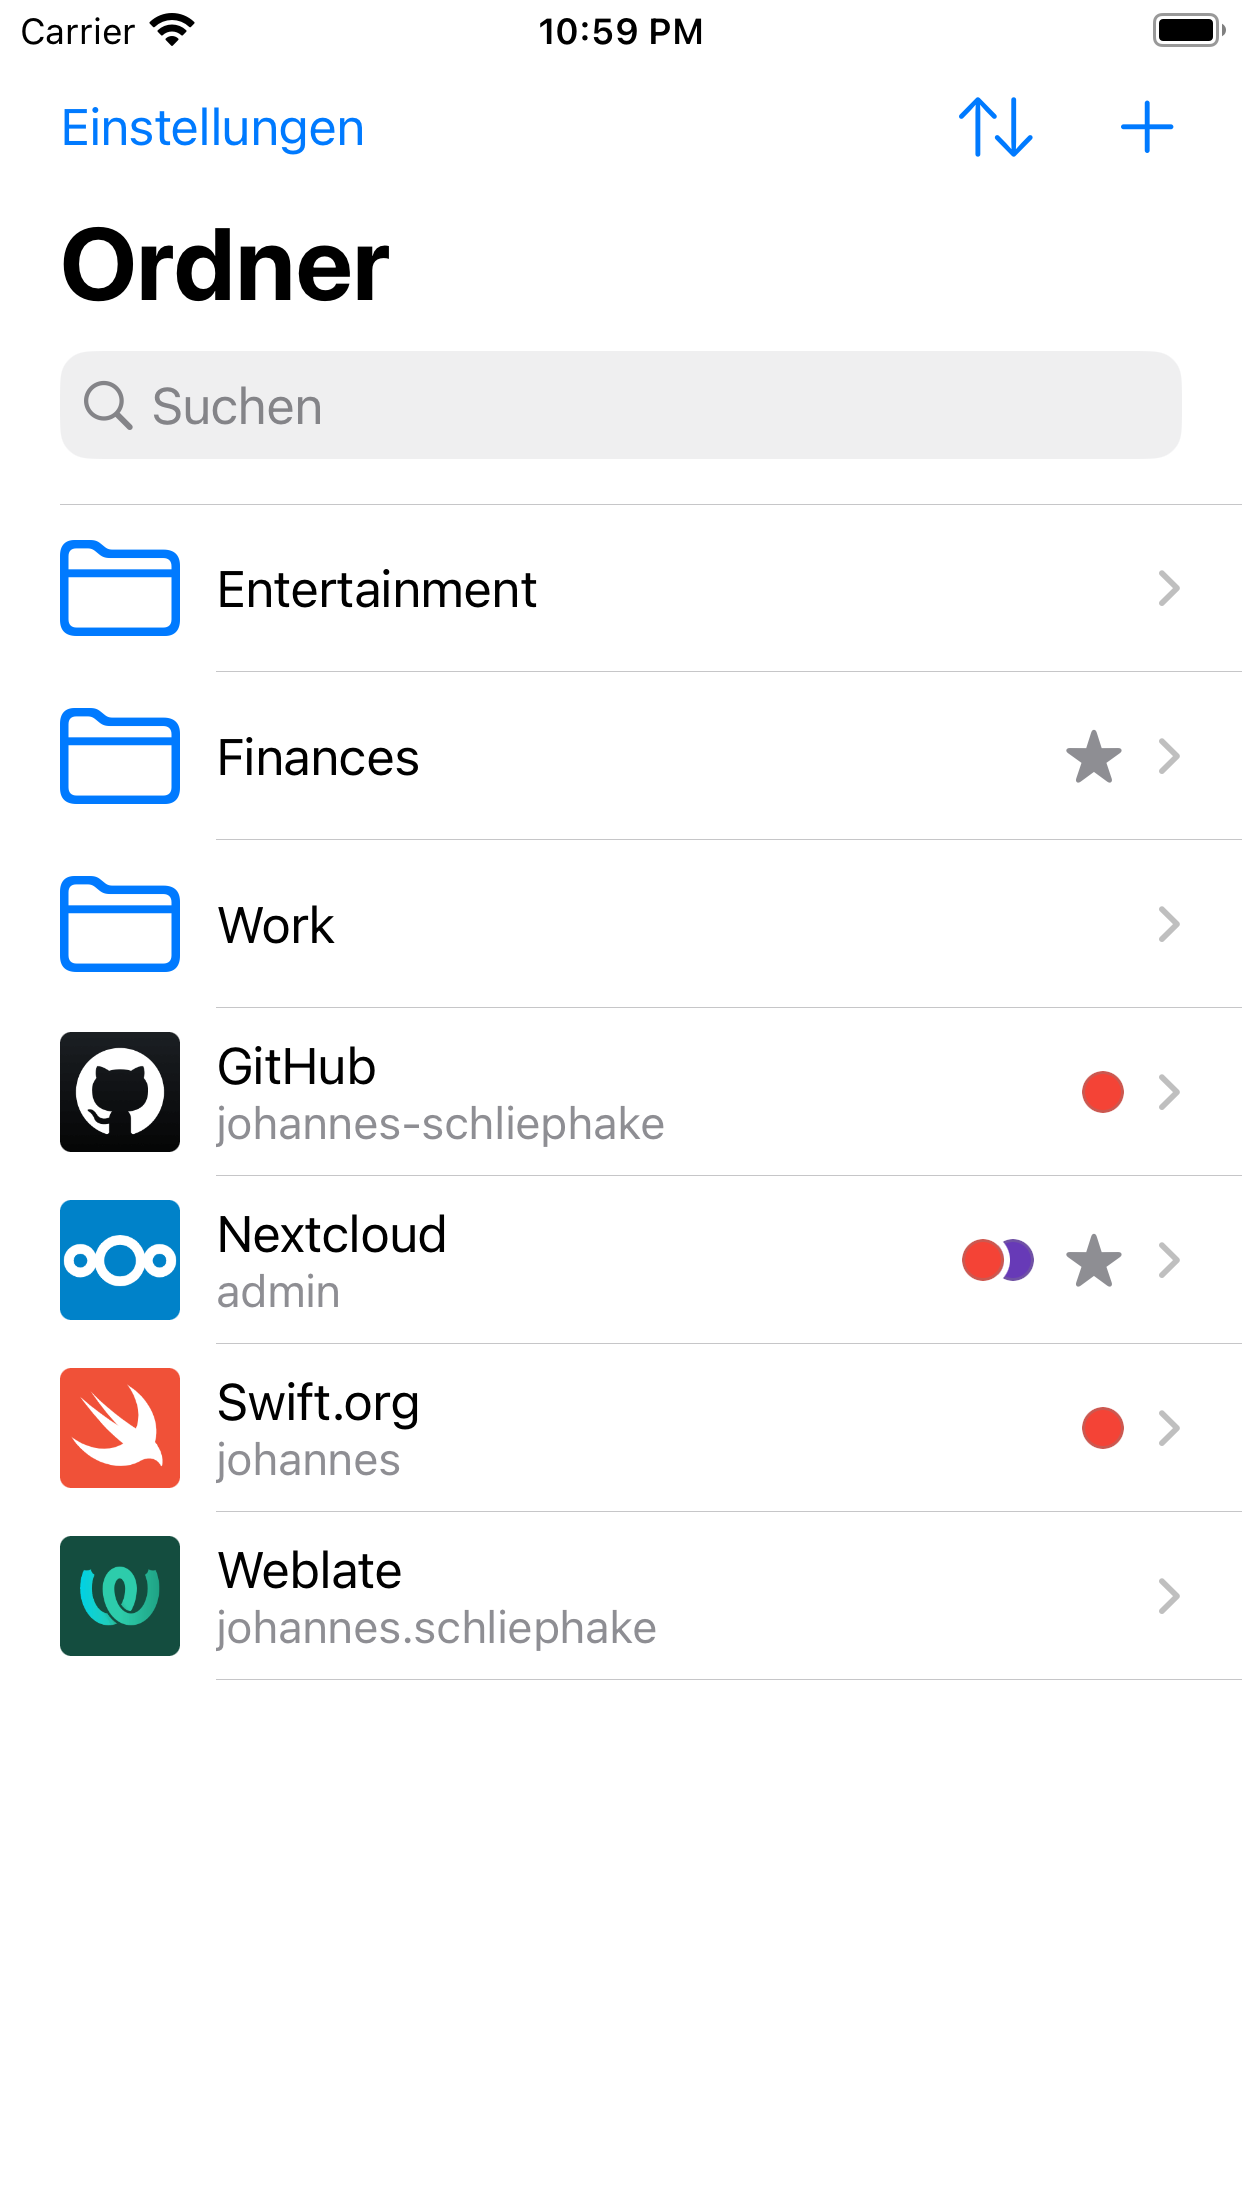 Carrier 10:59 PM
Einstellungen
Ordner
Suchen
Entertainment
Finances
Work
GitHub
johannes-schliephake
Nextcloud
admin
Swift.org
johannes
Weblate
johannes.schliephake